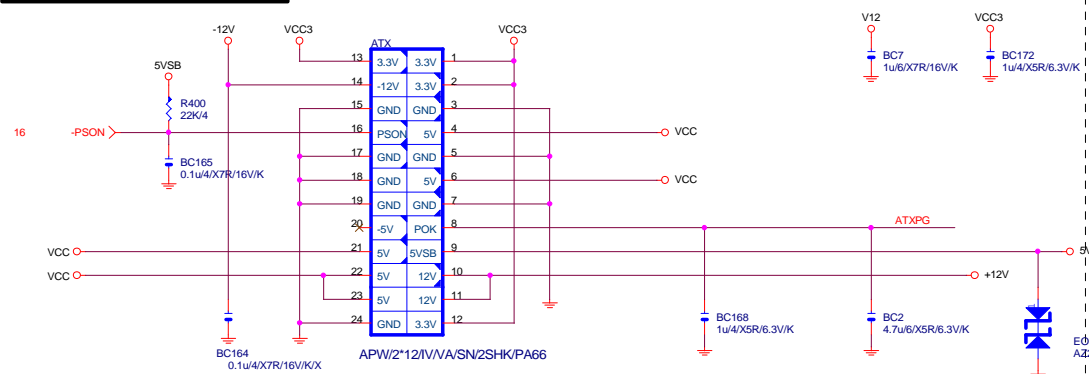 -12V VCC3 VCC3 V12 VCC3
ATX
5VSB
13 3.3V 3.3V 1
BC7
1u/6/X7R/16V/K
BC172
1u/4/X5R/6.3V/K
14 -12V 3.3V 2
R400
22K/4
15 GND GND 3
16 -PSON 16 PSON 5V 4 VCC
17 GND GND 5
BC165
0.1u/4/X7R/16V/K
18 GND 5V 6 VCC
19 GND GND 7
20 -5V POK 8 ATXPG
VCC 21 5V 5VSB 9
VCC 22 5V 12V 10 +12V
23 5V 12V 11
24 GND 3.3V 12
BC168
1u/4/X5R/6.3V/K
BC2
4.7u/6/X5R/6.3V/K
BC164
0.1u/4/X7R/16V/K/X
APW/2*12/IV/VA/SN/2SHK/PA66